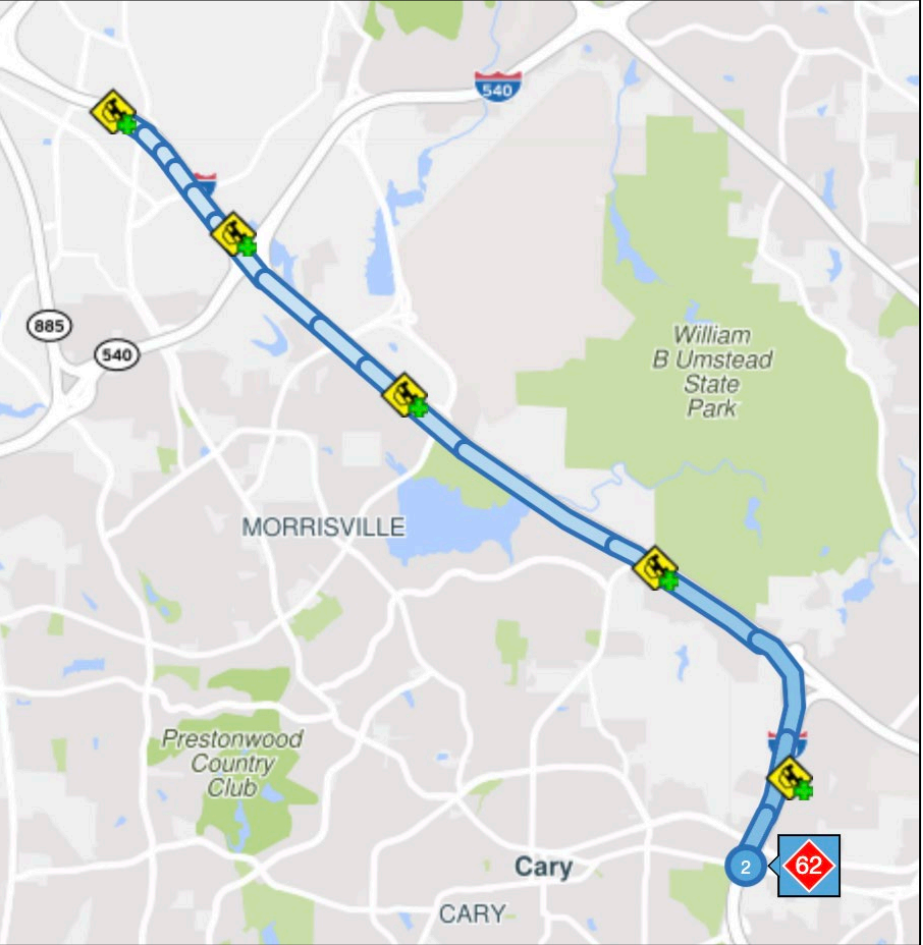 540
885
540
William
B Umstead
State
Park
MORRISVILLE
Prestonwood
Country
Club
Cary
CARY
2
62